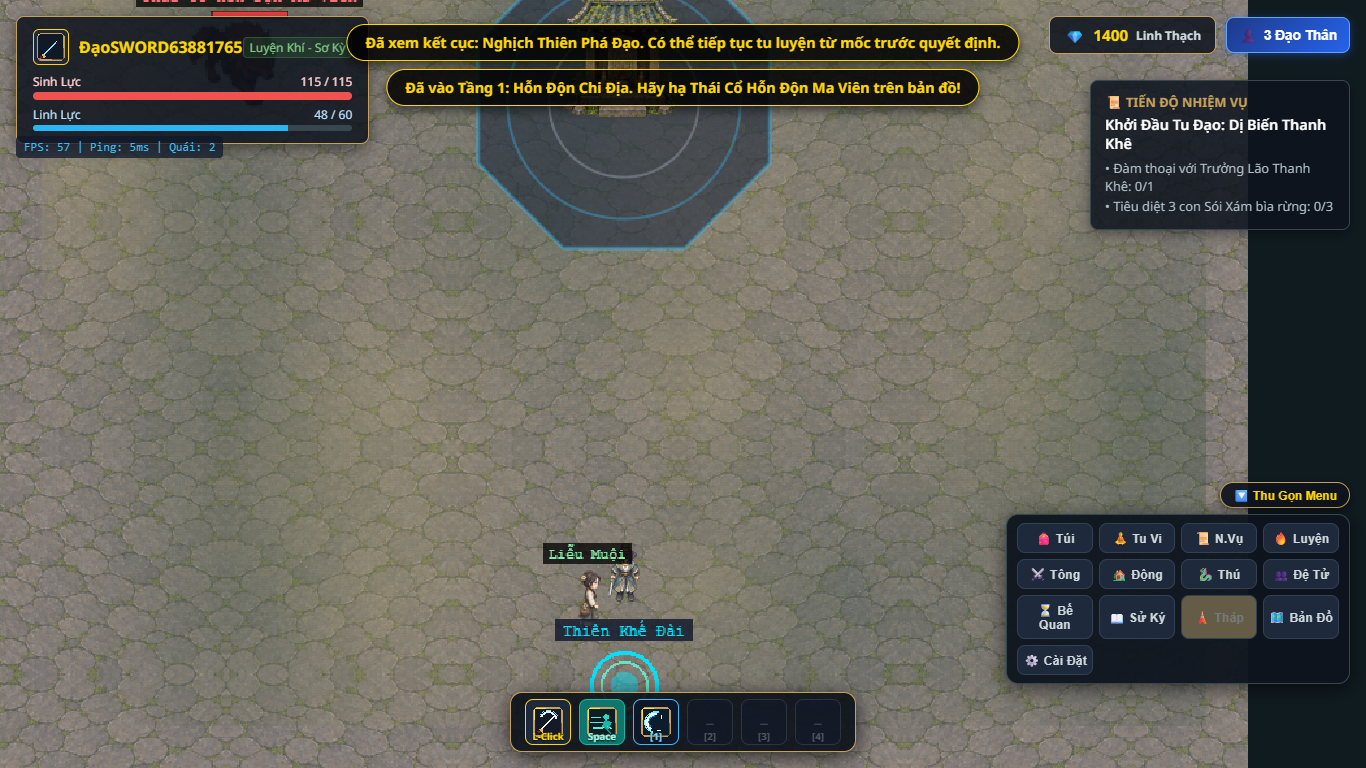 ĐạoSWORD63881765
Luyện Khí - Sơ Kỳ
Sinh Lực
115 / 115
Linh Lực
48 / 60
FPS: 57 | Ping: 5ms | Quái: 2
Đã xem kết cục: Nghịch Thiên Phá Đạo. Có thể tiếp tục tu luyện từ mốc trước quyết định.
Đã vào Tầng 1: Hỗn Độn Chi Địa. Hãy hạ Thái Cổ Hỗn Độn Ma Viên trên bản đồ!
1400 Linh Thạch
3 Đạo Thân
TIẾN ĐỘ NHIỆM VỤ
Khởi Đầu Tu Đạo: Dị Biến Thanh
Khê
• Đàm thoại với Trưởng Lão Thanh
Khê: 0/1
• Tiêu diệt 3 con Sói Xám bìa rừng: 0/3
Liễu Muội
Thiên Khế Đài
Thu Gọn Menu
Túi
Tu Vi
N.Vụ
Luyện
Tông
Động
Thú
Đệ Tử
Bế
Quan
Sử Ký
Tháp
Bản Đồ
Cài Đặt
L-Click
Space
[1]
[2]
[3]
[4]